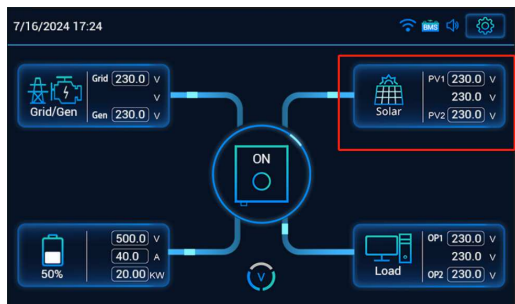 7/16/2024 17:24
BMS
Grid 230.0 V
V
Gen 230.0 V
Grid/Gen
PV1 230.0 V
230.0 V
PV2 230.0 V
Solar
ON
500.0 V
40.0 A
20.00 KW
50%
V
OP1 230.0 V
230.0 V
OP2 230.0 V
Load